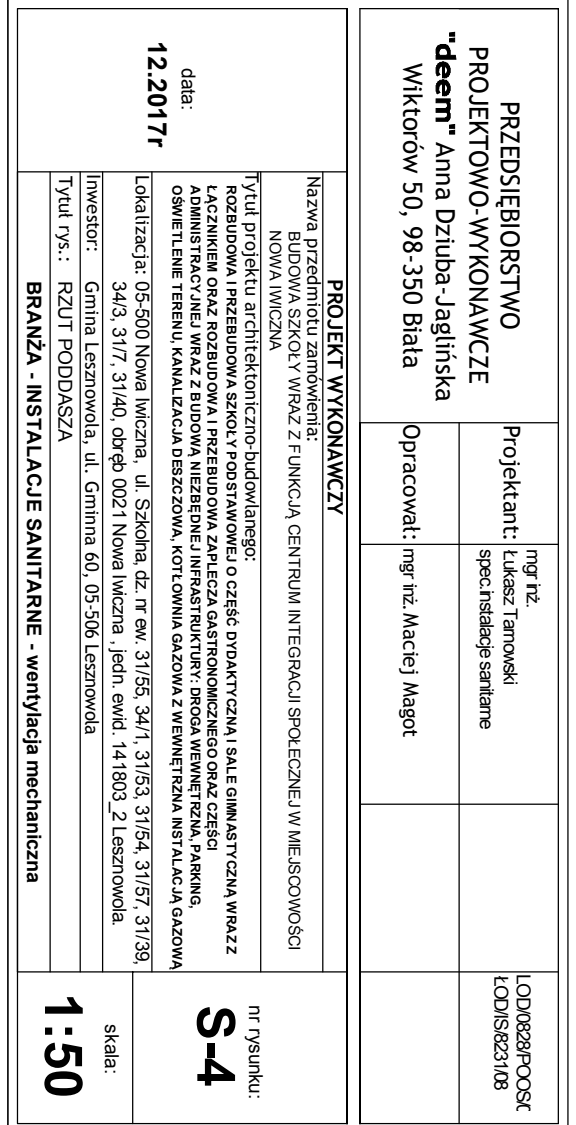 PRZEDSIĘBIORSTWO
PROJEKTOWO-WYKONAWCZE
"deem" Anna Dziuba-Jaglińska
Wiktorów 50, 98-350 Biała
Projektant: mgr inż.
Łukasz Tarnowski
spec.instalacje sanitarne
LOD/0828/POOS/
ŁOD/IS/8231/08
Opracował: mgr inż. Maciej Magot
PROJEKT WYKONAWCZY
Nazwa przedmiotu zamówienia:
BUDOWA SZKOŁY WRAZ Z FUNKCJĄ CENTRUM INTEGRACJI SPOŁECZNEJ W MIEJSCOWOŚCI
NOWA IWICZNA
Tytuł projektu architektoniczno-budowlanego:
ROZBUDOWA I PRZEBUDOWA SZKOŁY PODSTAWOWEJ O CZĘŚĆ DYDAKTYCZNĄ I SALE GIMNASTYCZNĄ WRAZ Z
ŁĄCZNIKIEM ORAZ ROZBUDOWA I PRZEBUDOWA ZAPLECZA GASTRONOMICZNEGO ORAZ CZĘŚCI
ADMINISTRACYJNEJ WRAZ Z BUDOWĄ NIEZBĘDNEJ INFRASTRUKTURY: DROGA WEWNĘTRZNA, PARKING,
OŚWIETLENIE TERENU, KANALIZACJA DESZCZOWA, KOTŁOWNIA GAZOWA Z WEWNĘTRZNA INSTALACJĄ GAZOWĄ
Lokalizacja: 05-500 Nowa Iwiczna, ul. Szkolna, dz. nr ew. 31/55, 34/1, 31/53, 31/54, 31/57, 31/39,
34/3, 31/7, 31/40, obręb 0021 Nowa Iwiczna , jedn. ewid. 141803_2 Lesznowola.
Inwestor: Gmina Lesznowola, ul. Gminna 60, 05-506 Lesznowola
Tytuł rys.: RZUT PODDASZA
BRANŻA - INSTALACJE SANITARNE - wentylacja mechaniczna
data:
12.2017r
nr rysunku:
S-4
skala:
1:50